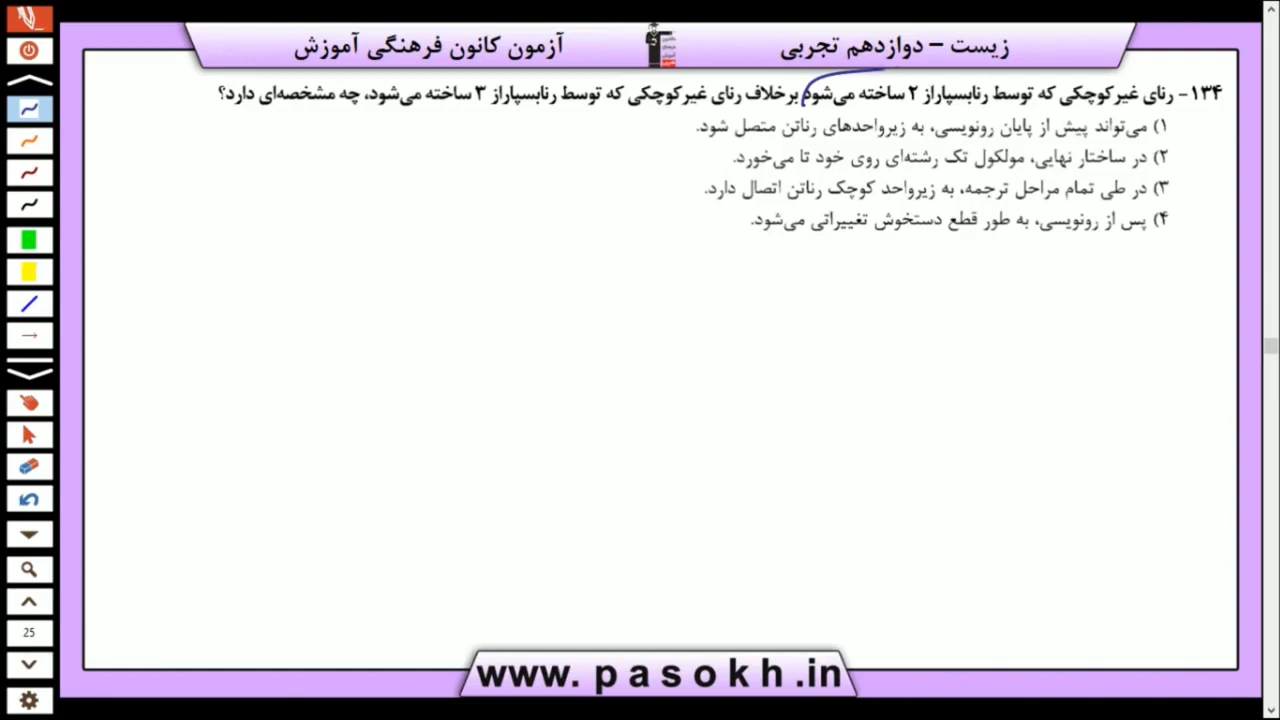 زیست – دوازدهم تجربی
آزمون کانون فرهنگی آموزش
۱۳۴- رنای غیرکوچکی که توسط رنابسپاراز ۲ ساخته می‌شود برخلاف رنای غیرکوچکی که توسط رنابسپاراز ۳ ساخته می‌شود، چه مشخصه‌ای دارد؟
۱) می‌تواند پیش از پایان رونویسی، به زیرواحدهای رناتن متصل شود.
۲) در ساختار نهایی، مولکول تک رشته‌ای روی خود تا می‌خورد.
۳) در طی تمام مراحل ترجمه، به زیرواحد کوچک رناتن اتصال دارد.
۴) پس از رونویسی، به طور قطع دستخوش تغییراتی می‌شود.
25
www. p a s o k h .in